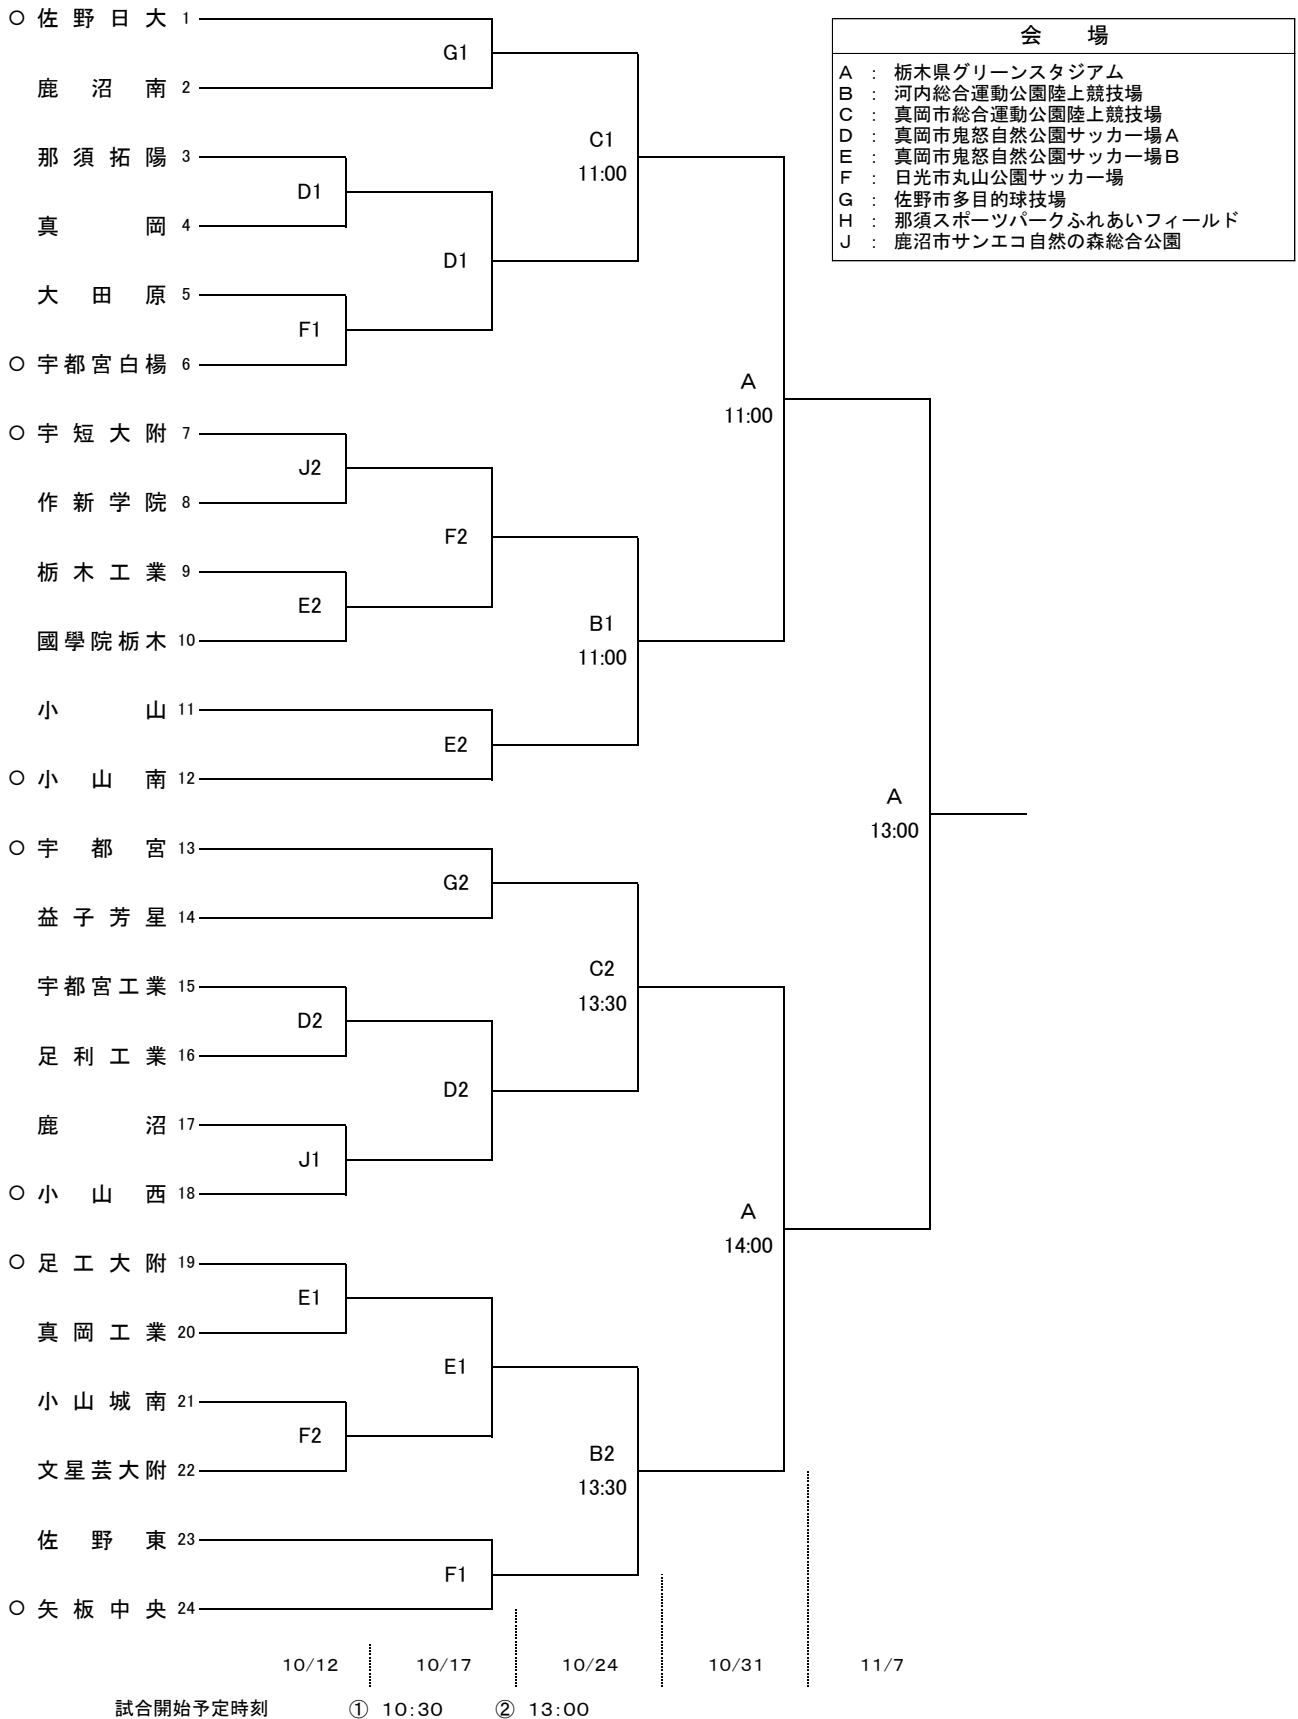 ○ 佐野日大 1
G1
鹿沼南 2
那須拓陽 3
D1
真岡 4
D1
大田原 5
F1
○ 宇都宮白楊 6
C1
11:00
○ 宇短大附 7
J2
作新学院 8
F2
栃木工業 9
E2
國學院栃木 10
B1
11:00
小山 11
E2
○ 小山南 12
A
11:00
○ 宇都宮 13
G2
益子芳星 14
C2
13:30
宇都宮工業 15
D2
足利工業 16
D2
鹿沼 17
J1
○ 小山西 18
A
14:00
○ 足工大附 19
E1
真岡工業 20
E1
小山城南 21
F2
文星芸大附 22
B2
13:30
佐野東 23
F1
○ 矢板中央 24
A
13:00
会場
A : 栃木県グリーンスタジアム
B : 河内総合運動公園陸上競技場
C : 真岡市総合運動公園陸上競技場
D : 真岡市鬼怒自然公園サッカー場A
E : 真岡市鬼怒自然公園サッカー場B
F : 日光市丸山公園サッカー場
G : 佐野市多目的球技場
H : 那須スポーツパークふれあいフィールド
J : 鹿沼市サンエコ自然の森総合公園
10/12 10/17 10/24 10/31 11/7
試合開始予定時刻 ① 10:30 ② 13:00